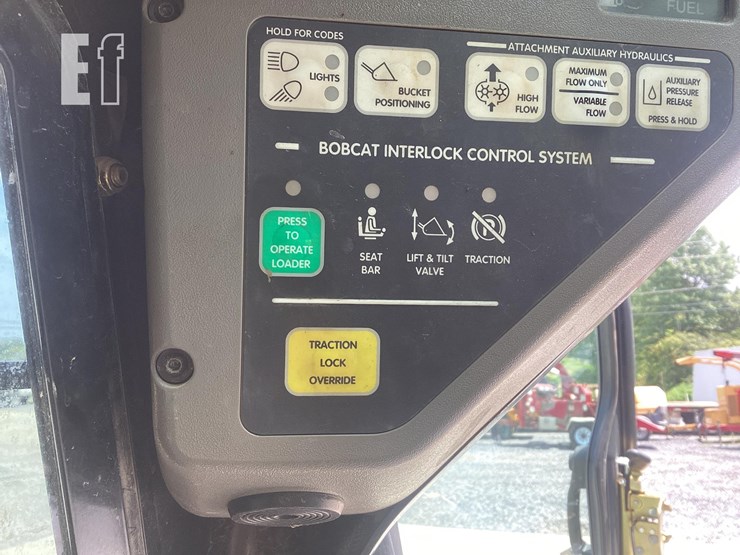 FUEL
Ef
HOLD FOR CODES
ATTACHMENT AUXILIARY HYDRAULICS
LIGHTS
BUCKET
POSITIONING
HIGH
FLOW
MAXIMUM
FLOW ONLY
VARIABLE
FLOW
AUXILIARY
PRESSURE
RELEASE
PRESS & HOLD
BOBCAT INTERLOCK CONTROL SYSTEM
PRESS
TO
OPERATE
LOADER
SEAT
BAR
LIFT & TILT
VALVE
P
TRACTION
TRACTION
LOCK
OVERRIDE